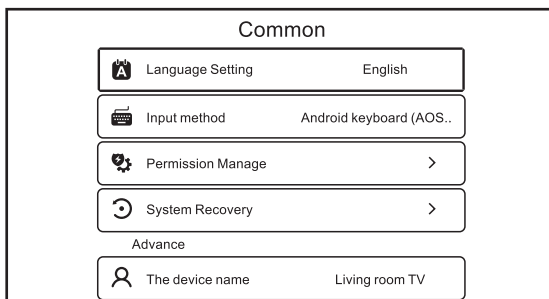 Common
Language Setting English
Input method Android keyboard (AOS..
Permission Manage >
System Recovery >
Advance
The device name Living room TV